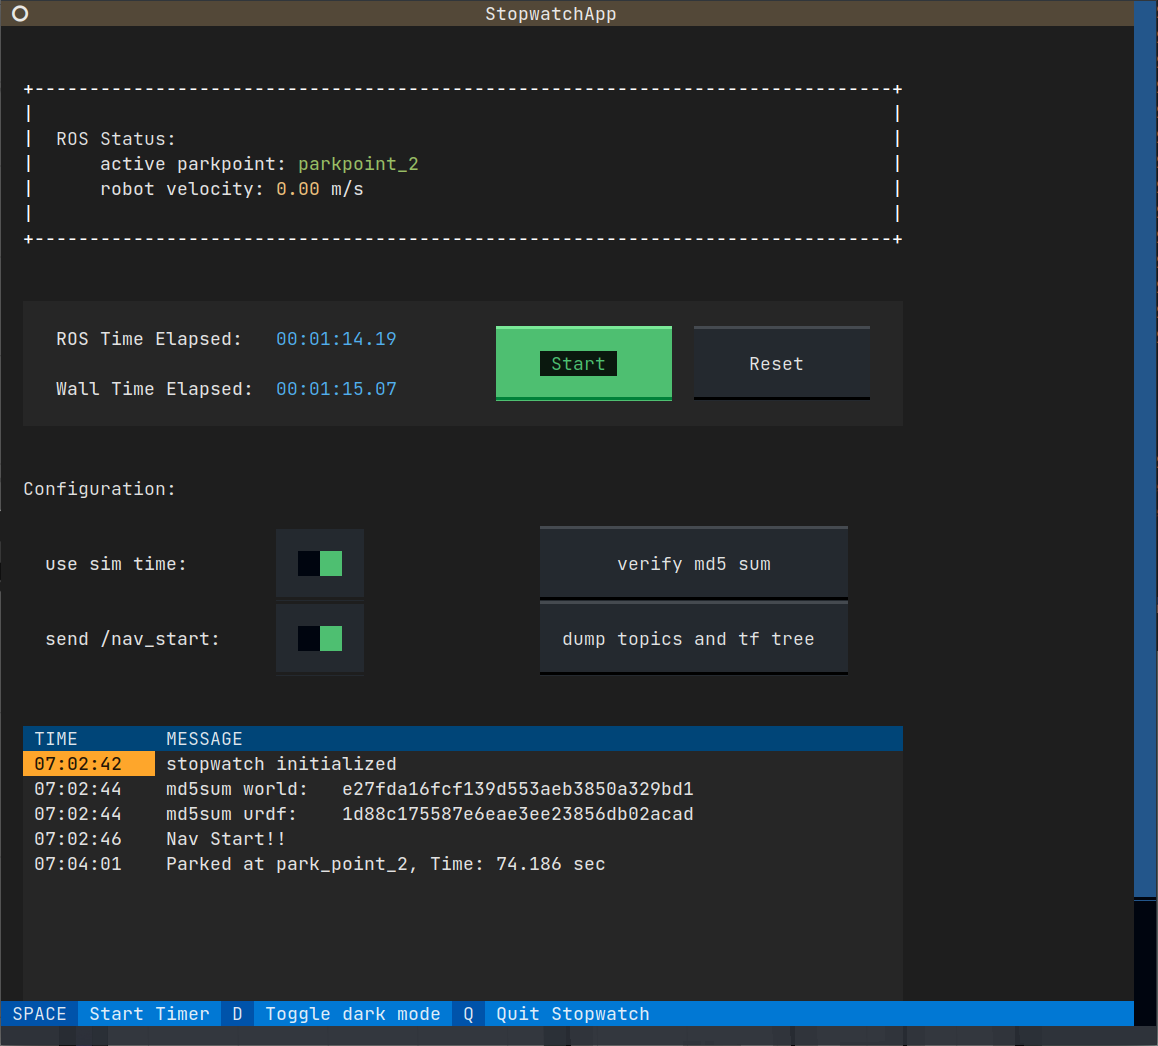 StopwatchApp
ROS Status:
active parkpoint: parkpoint_2
robot velocity: 0.00 m/s
ROS Time Elapsed: 00:01:14.19
Wall Time Elapsed: 00:01:15.07
Start
Reset
Configuration:
use sim time:
verify md5 sum
send /nav_start:
dump topics and tf tree
TIME MESSAGE
07:02:42 stopwatch initialized
07:02:44 md5sum world: e27fda16fcf139d553aeb3850a329bd1
07:02:44 md5sum urdf: 1d88c175587e6eae3ee23856db02acad
07:02:46 Nav Start!!
07:04:01 Parked at park_point_2, Time: 74.186 sec
SPACE Start Timer D Toggle dark mode Q Quit Stopwatch